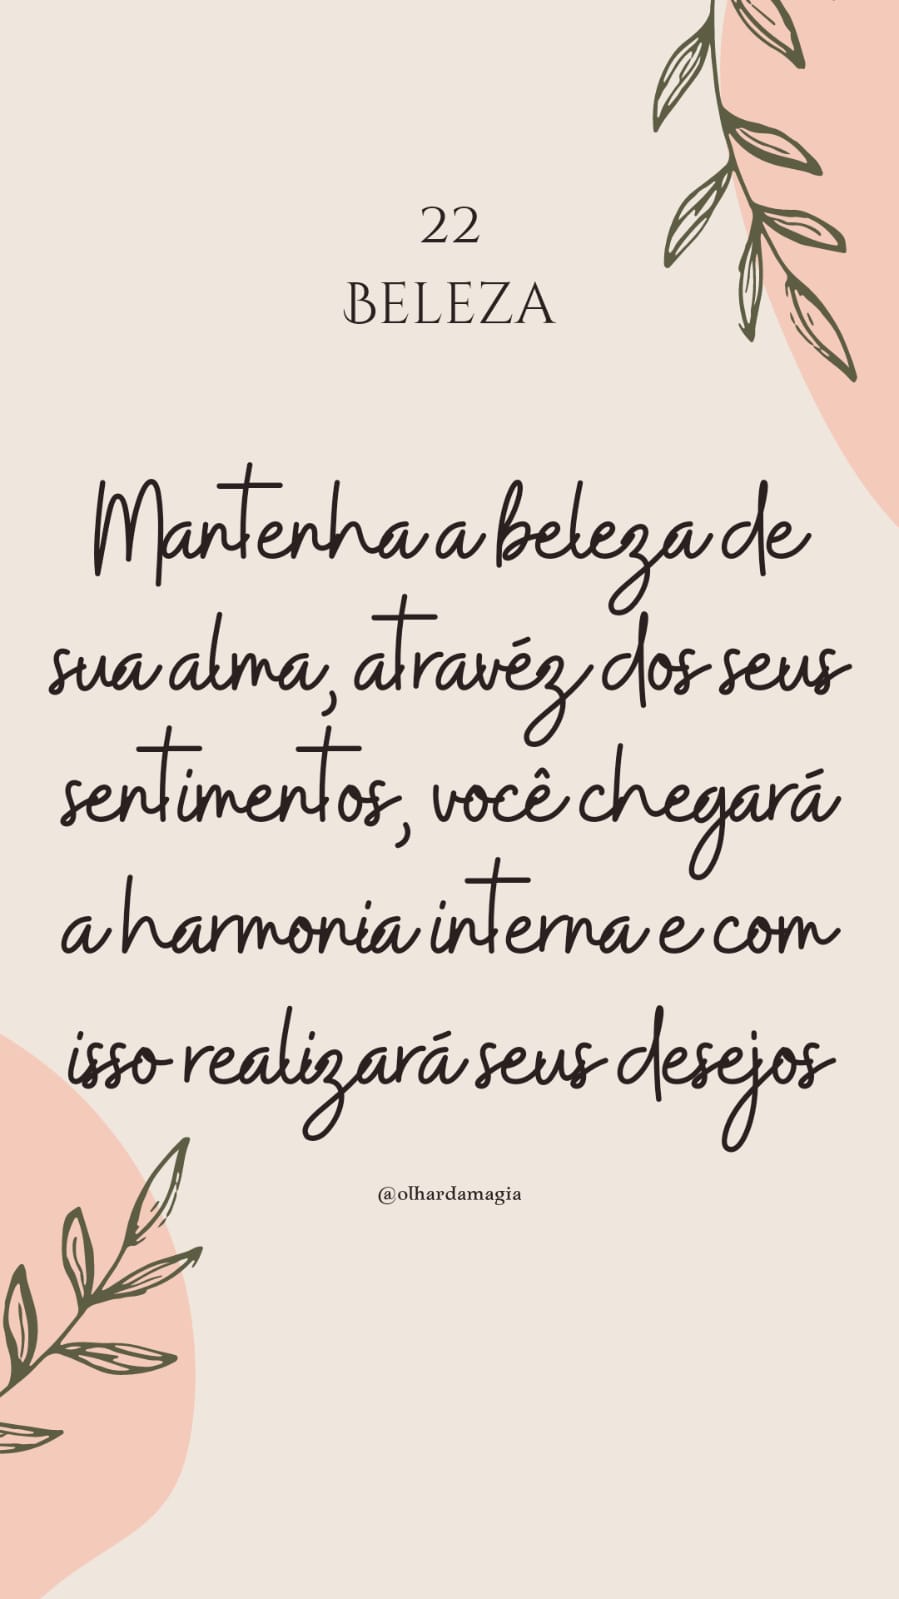 22
BELEZA
Mantenha a beleza de
sua alma, atravéz dos seus
sentimentos, você chegará
a harmonia interna e com
isso realizará seus desejos
@olhardamagia